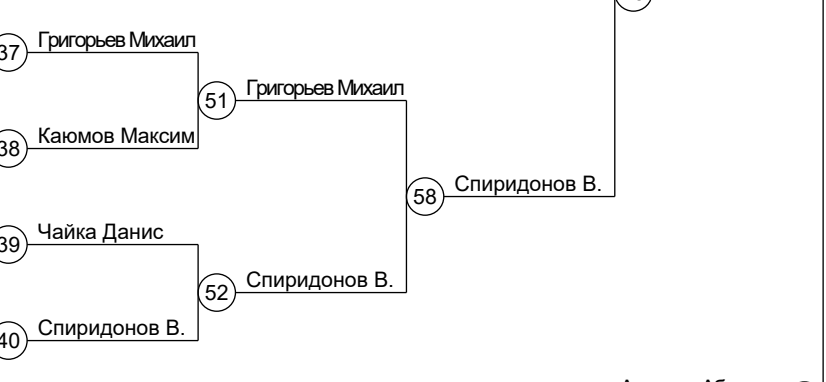 37 Григорьев Михаил
51 Григорьев Михаил
38 Каюмов Максим
58 Спиридонов В.
39 Чайка Данис
52 Спиридонов В.
40 Спиридонов В.